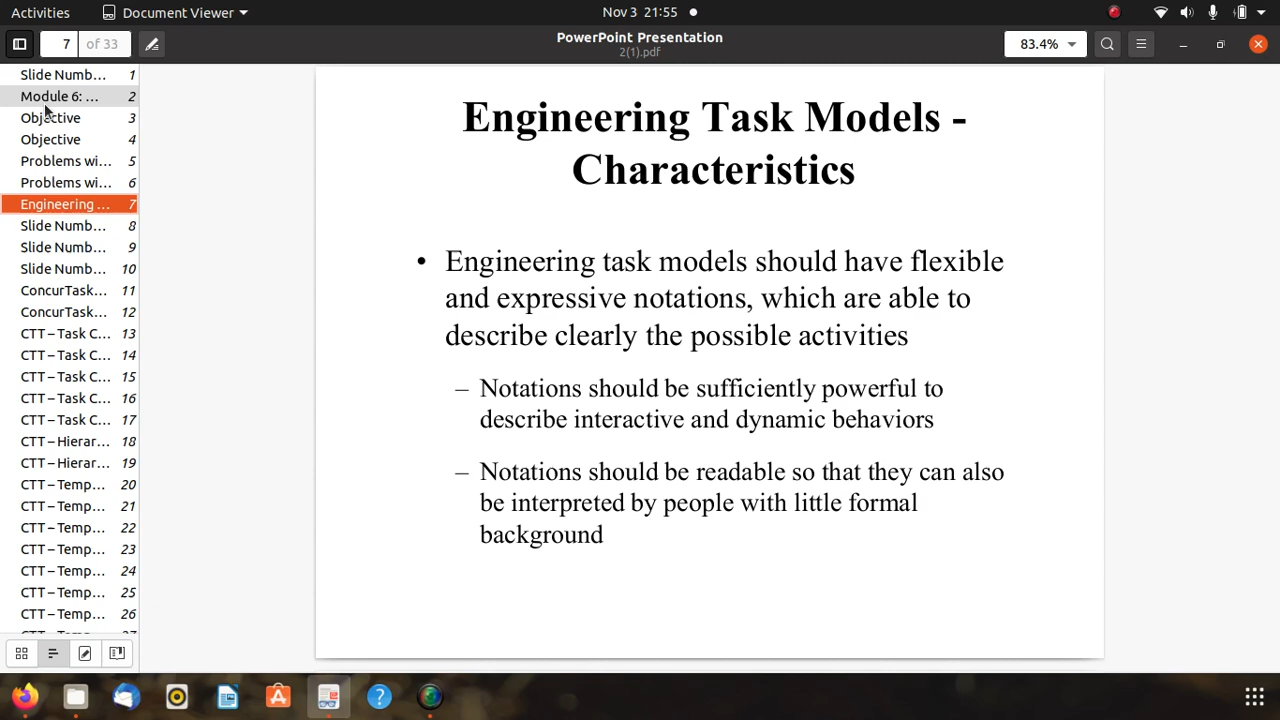 Activities
Document Viewer
Nov 3 21:55
7 of 33
PowerPoint Presentation
2(1).pdf
83.4%
Slide Numb... 1
Module 6: ... 2
Objective 3
Objective 4
Problems wi... 5
Problems wi... 6
Engineering ... 7
Slide Numb... 8
Slide Numb... 9
Slide Numb... 10
ConcurTask... 11
ConcurTask... 12
CTT – Task C... 13
CTT – Task C... 14
CTT – Task C... 15
CTT – Task C... 16
CTT – Task C... 17
CTT – Hierar... 18
CTT – Hierar... 19
CTT – Temp... 20
CTT – Temp... 21
CTT – Temp... 22
CTT – Temp... 23
CTT – Temp... 24
CTT – Temp... 25
CTT – Temp... 26
Engineering Task Models -
Characteristics
• Engineering task models should have flexible
and expressive notations, which are able to
describe clearly the possible activities
– Notations should be sufficiently powerful to
describe interactive and dynamic behaviors
– Notations should be readable so that they can also
be interpreted by people with little formal
background